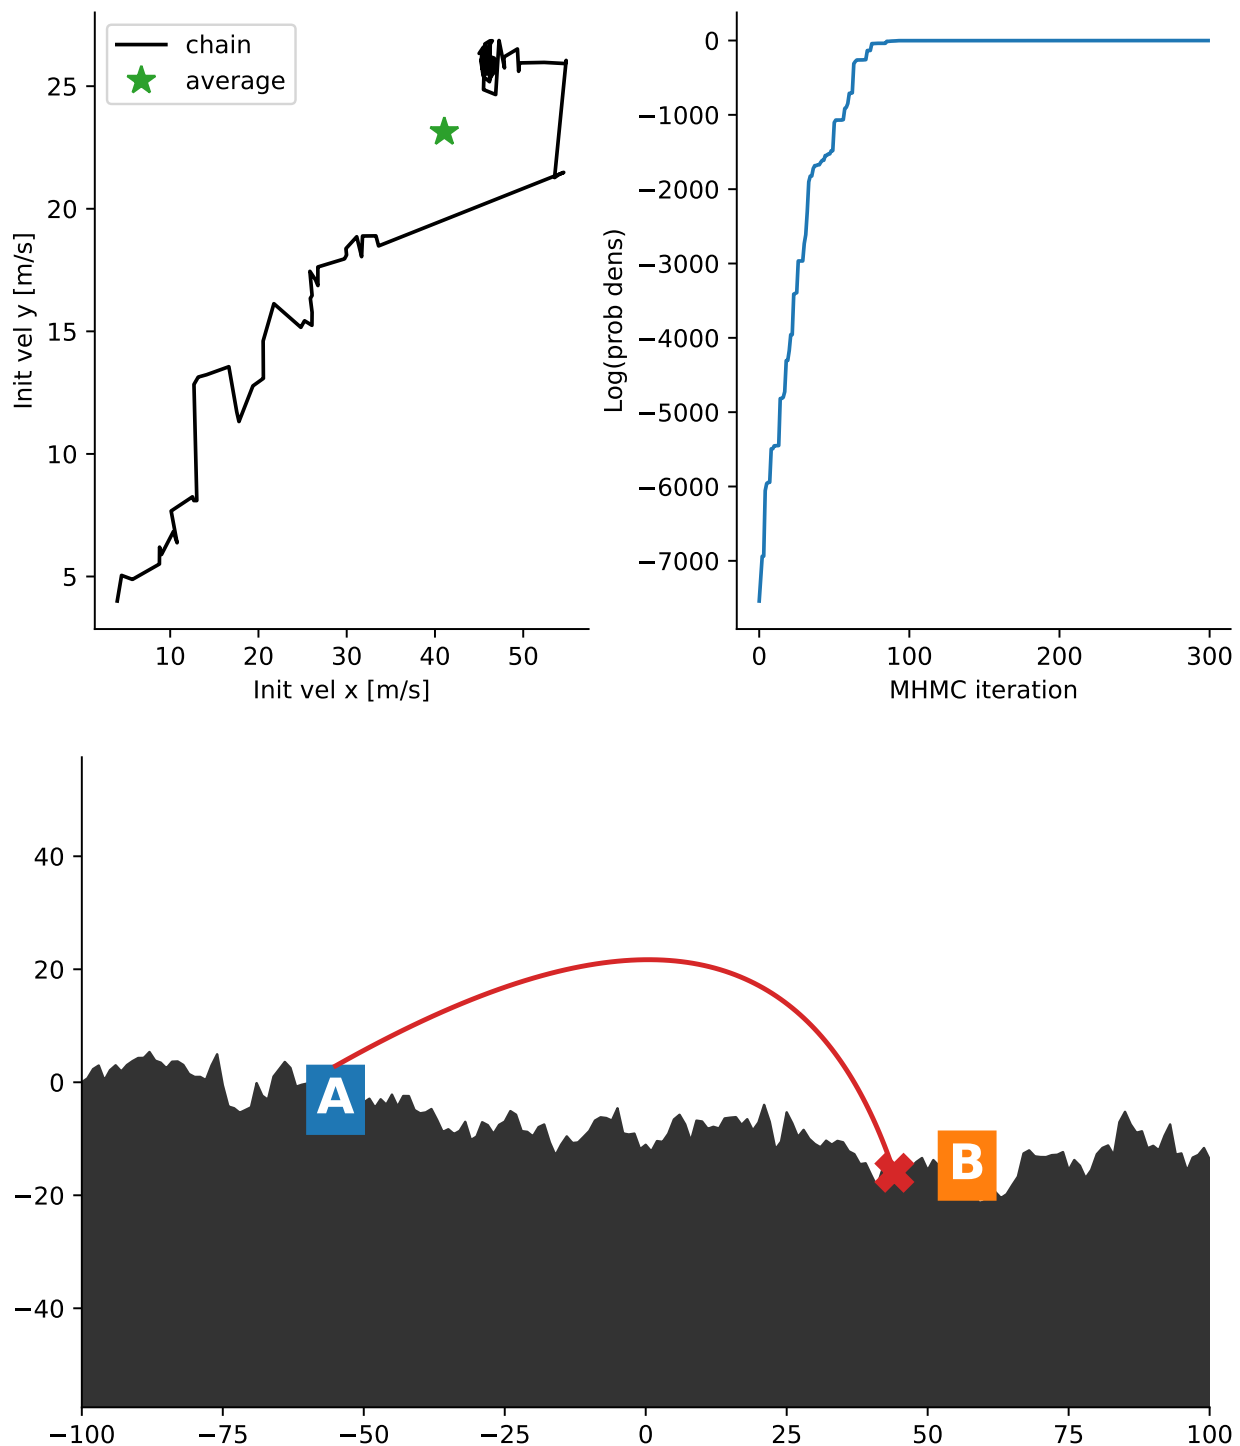 chain
average
25
20
15
10
5
Init vel y [m/s]
10 20 30 40 50
Init vel x [m/s]
0
−1000
−2000
−3000
−4000
−5000
−6000
−7000
Log(prob dens)
0 100 200 300
MHMC iteration
40
20
0
−20
−40
A
B
−100 −75 −50 −25 0 25 50 75 100